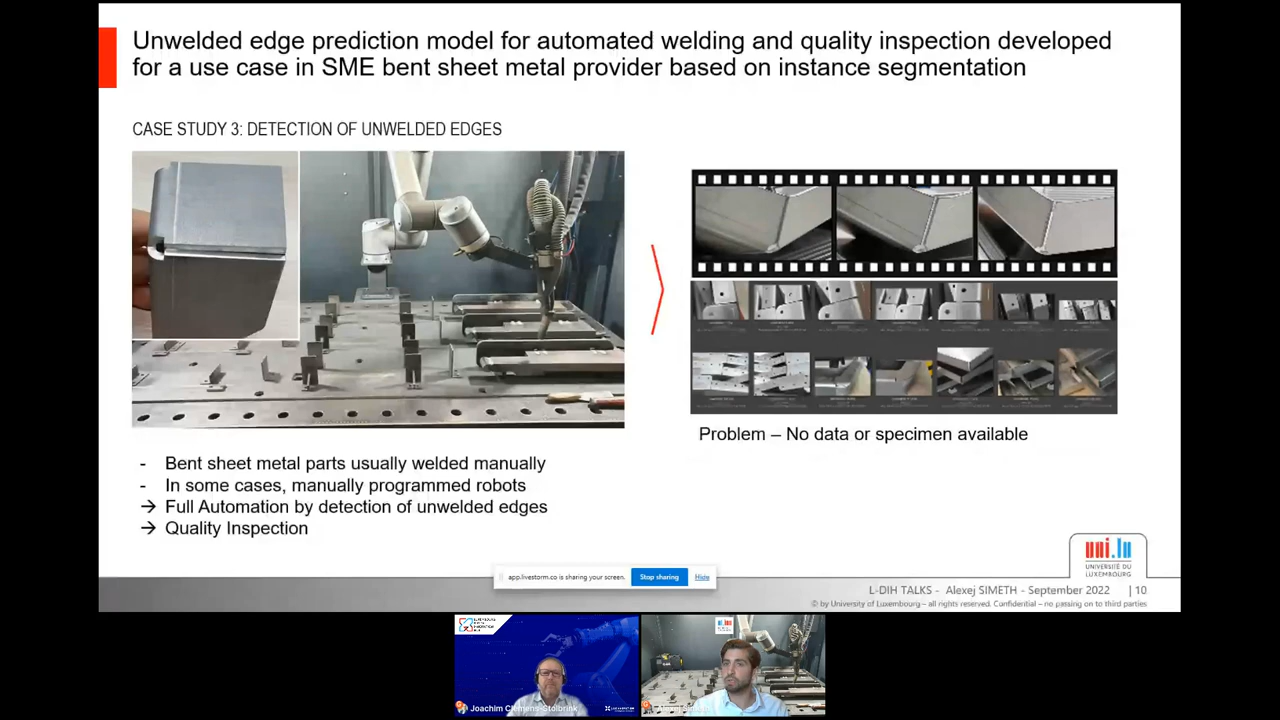 Unwelded edge prediction model for automated welding and quality inspection developed
for a use case in SME bent sheet metal provider based on instance segmentation
CASE STUDY 3: DETECTION OF UNWELDED EDGES
Problem – No data or specimen available
- Bent sheet metal parts usually welded manually
- In some cases, manually programmed robots
→ Full Automation by detection of unwelded edges
→ Quality Inspection
uni.lu
UNIVERSITÉ DU
LUXEMBOURG
app.livestorm.co is sharing your screen.
Stop sharing
Hide
L-DIH TALKS - Alexej SIMETH - September 2022 | 10
© by University of Luxembourg – all rights reserved. Confidential – no passing on to third parties
Joachim Clemens-Stolbrink